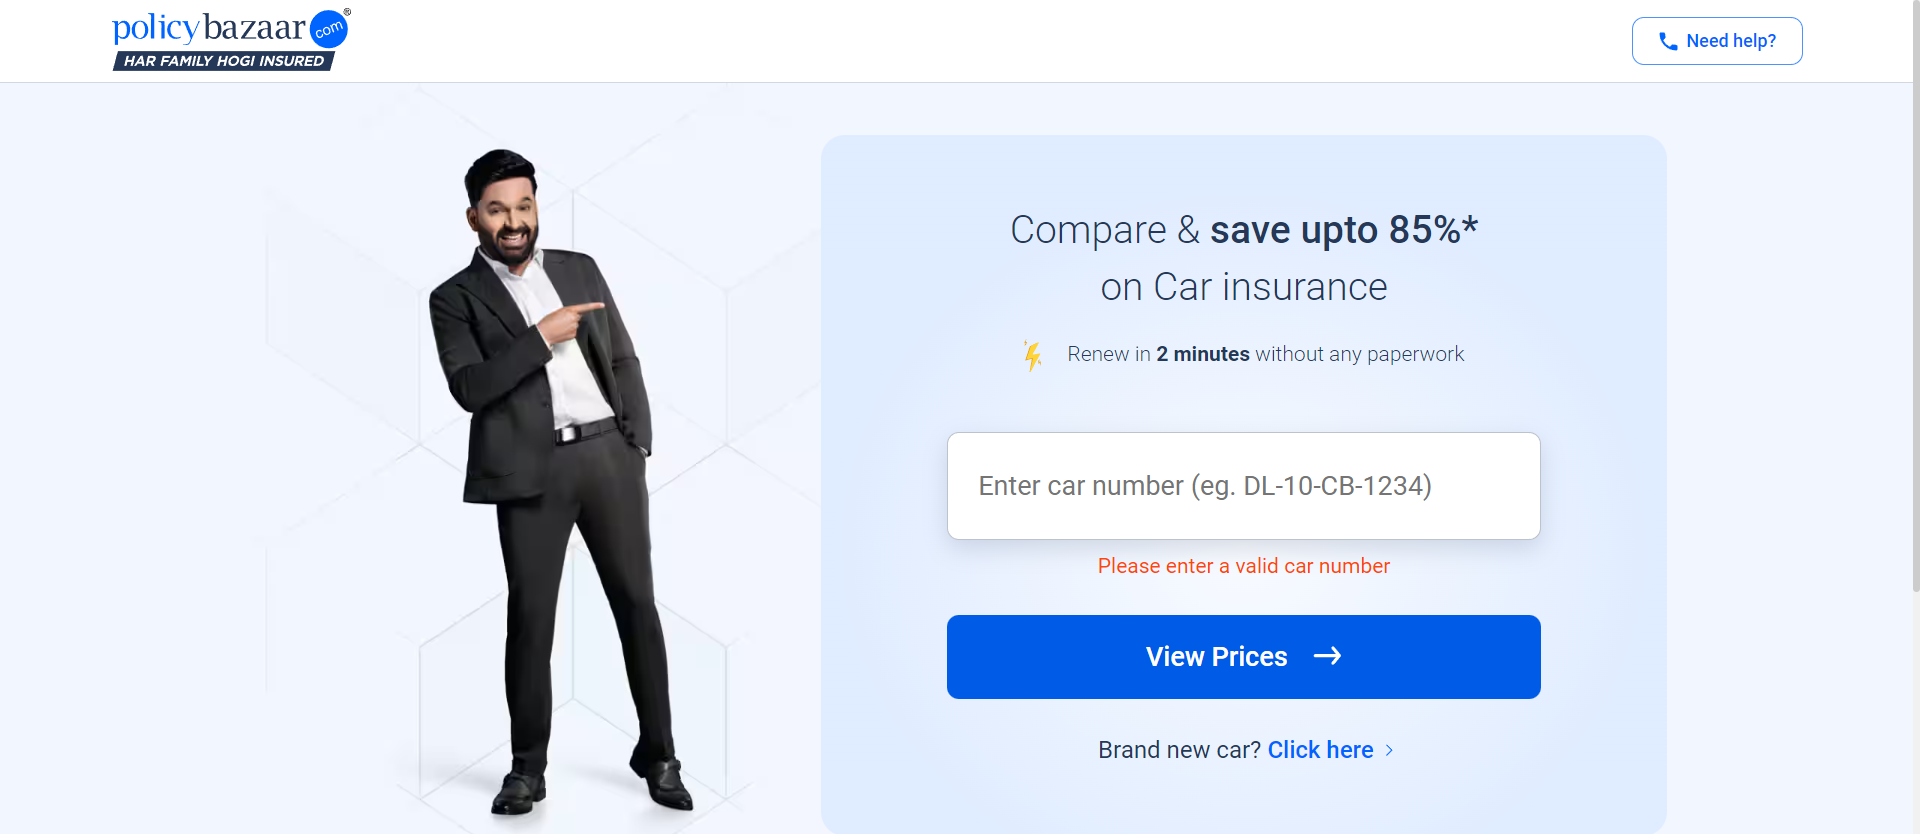 policybazaar com ®
HAR FAMILY HOGI INSURED
Need help?
Compare & save upto 85%*
on Car insurance
Renew in 2 minutes without any paperwork
Enter car number (eg. DL-10-CB-1234)
Please enter a valid car number
View Prices
Brand new car? Click here